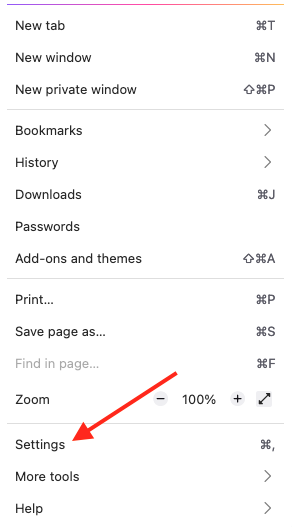 New tab ⌘T
New window ⌘N
New private window ⇧⌘P
Bookmarks
History
Downloads ⌘J
Passwords
Add-ons and themes ⇧⌘A
Print... ⌘P
Save page as... ⌘S
Find in page... ⌘F
Zoom − 100% +
Settings ⌘,
More tools
Help